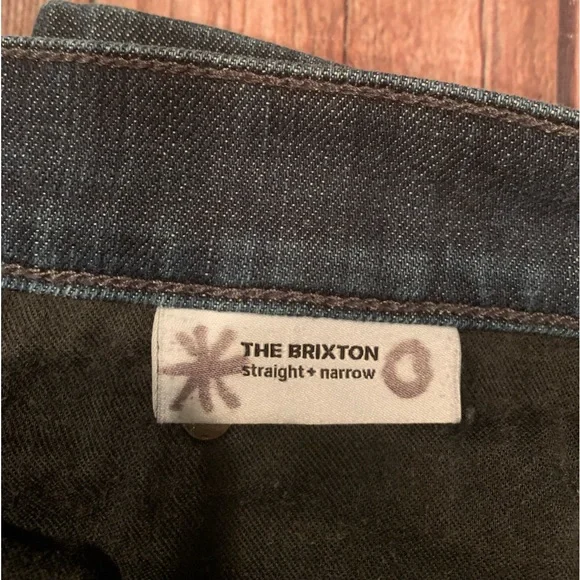 THE BRIXTON
straight + narrow